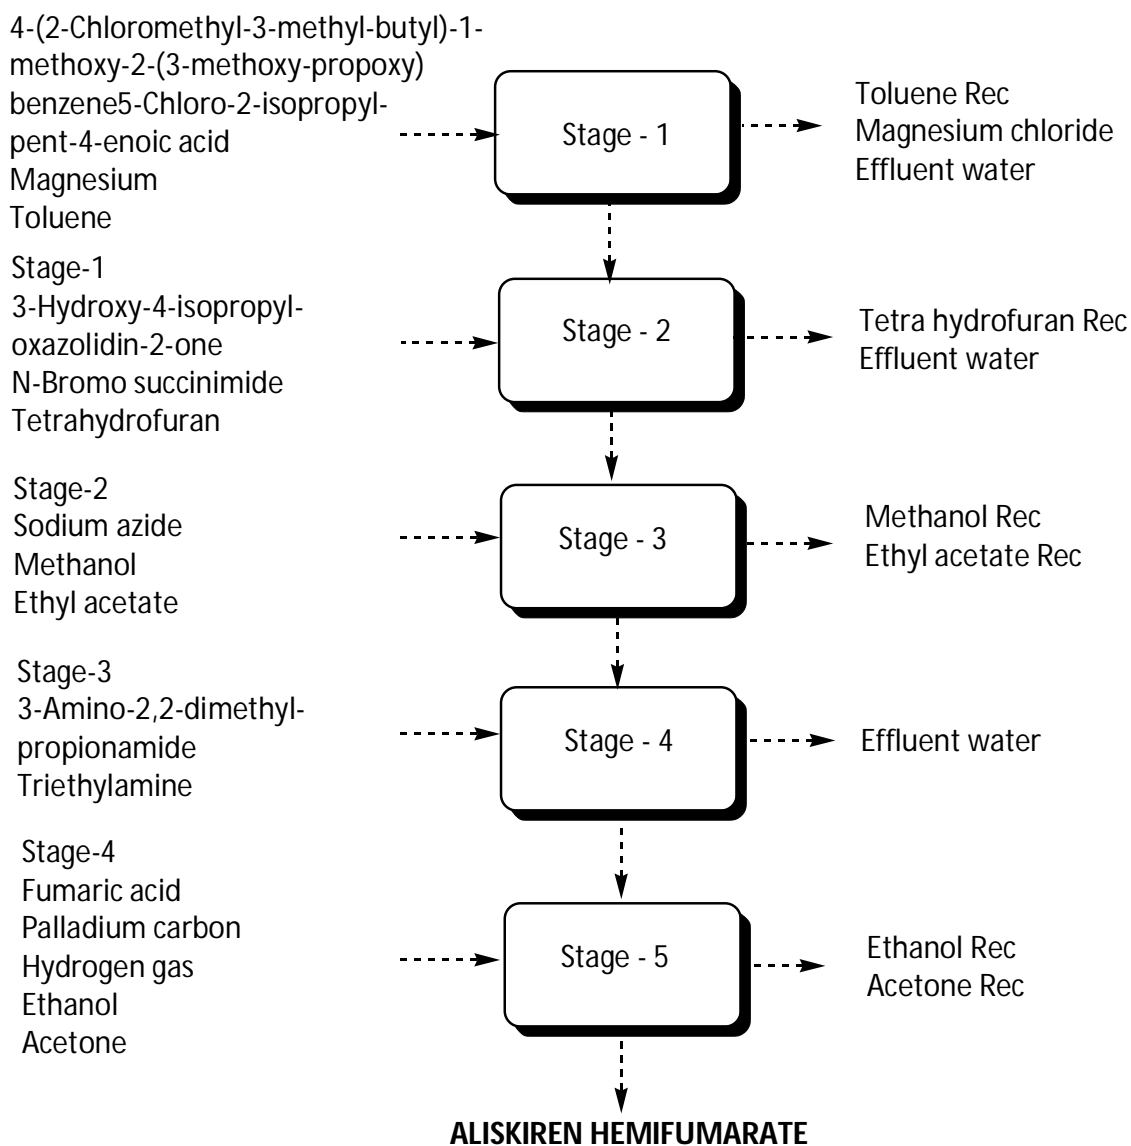 4-(2-Chloromethyl-3-methyl-butyl)-1-
methoxy-2-(3-methoxy-propoxy)
benzene5-Chloro-2-isopropyl-
pent-4-enoic acid
Magnesium
Toluene
Stage - 1
Toluene Rec
Magnesium chloride
Effluent water
Stage-1
3-Hydroxy-4-isopropyl-
oxazolidin-2-one
N-Bromo succinimide
Tetrahydrofuran
Stage - 2
Tetra hydrofuran Rec
Effluent water
Stage-2
Sodium azide
Methanol
Ethyl acetate
Stage - 3
Methanol Rec
Ethyl acetate Rec
Stage-3
3-Amino-2,2-dimethyl-
propionamide
Triethylamine
Stage - 4
Effluent water
Stage-4
Fumaric acid
Palladium carbon
Hydrogen gas
Ethanol
Acetone
Stage - 5
Ethanol Rec
Acetone Rec
ALISKIREN HEMIFUMARATE